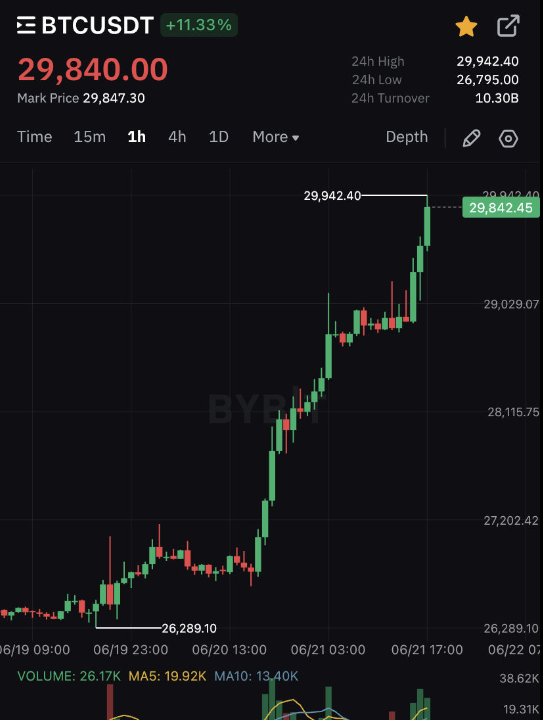 BTCUSDT +11.33%
29,840.00
Mark Price 29,847.30
24h High 29,942.40
24h Low 26,795.00
24h Turnover 10.30B
Time 15m 1h 4h 1D More Depth
29,942.40 29,942.40
29,842.45
29,029.07
BYBIT
28,115.75
27,202.42
26,289.10 26,289.10
06/19 09:00 06/19 23:00 06/20 13:00 06/21 03:00 06/21 17:00 06/22 07
VOLUME: 26.17K MA5: 19.92K MA10: 13.40K 38.62K
19.31K